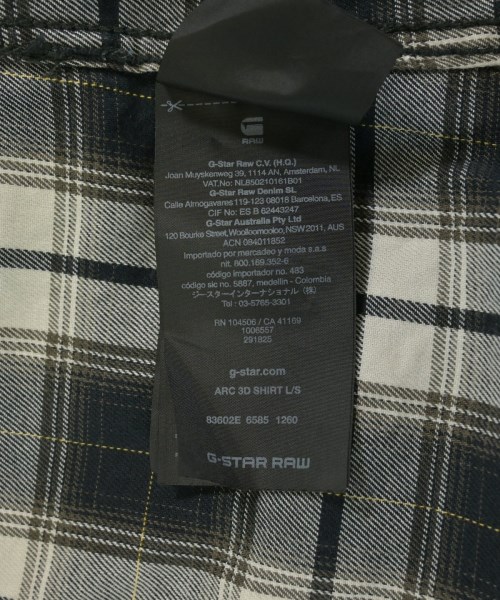 RAW
G-Star Raw C.V. (H.Q.)
Joan Muyskenweg 39, 1114 AN, Amsterdam, NL
VAT.No: NL850210161B01
G-Star Raw Denim SL
Calle Almogavares 119-123 08018 Barcelona, ES
CIF No: ES B 62443247
G-Star Australia Pty Ltd
120 Bourke Street, Woolloomooloo, NSW2011, AUS
ACN 084011852
Importado por mercadeo y moda s.a.s
nit. 800.189.352-6
código importador no. 483
código sic no. 5887, medellin - Colombia
ジースターインターナショナル (株)
Tel : 03-5765-3301
RN 104506 / CA 41169
1006557
291825
g-star.com
ARC 3D SHIRT L/S
83602E 6585 1260
G-STAR RAW